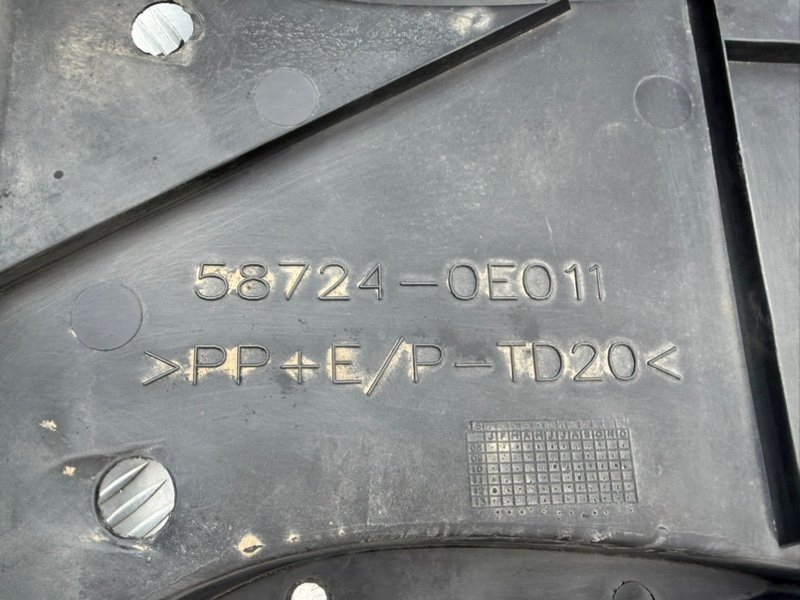 58724-0E011
>PP+E/P-TD20<
J F M A M J J A S O N D